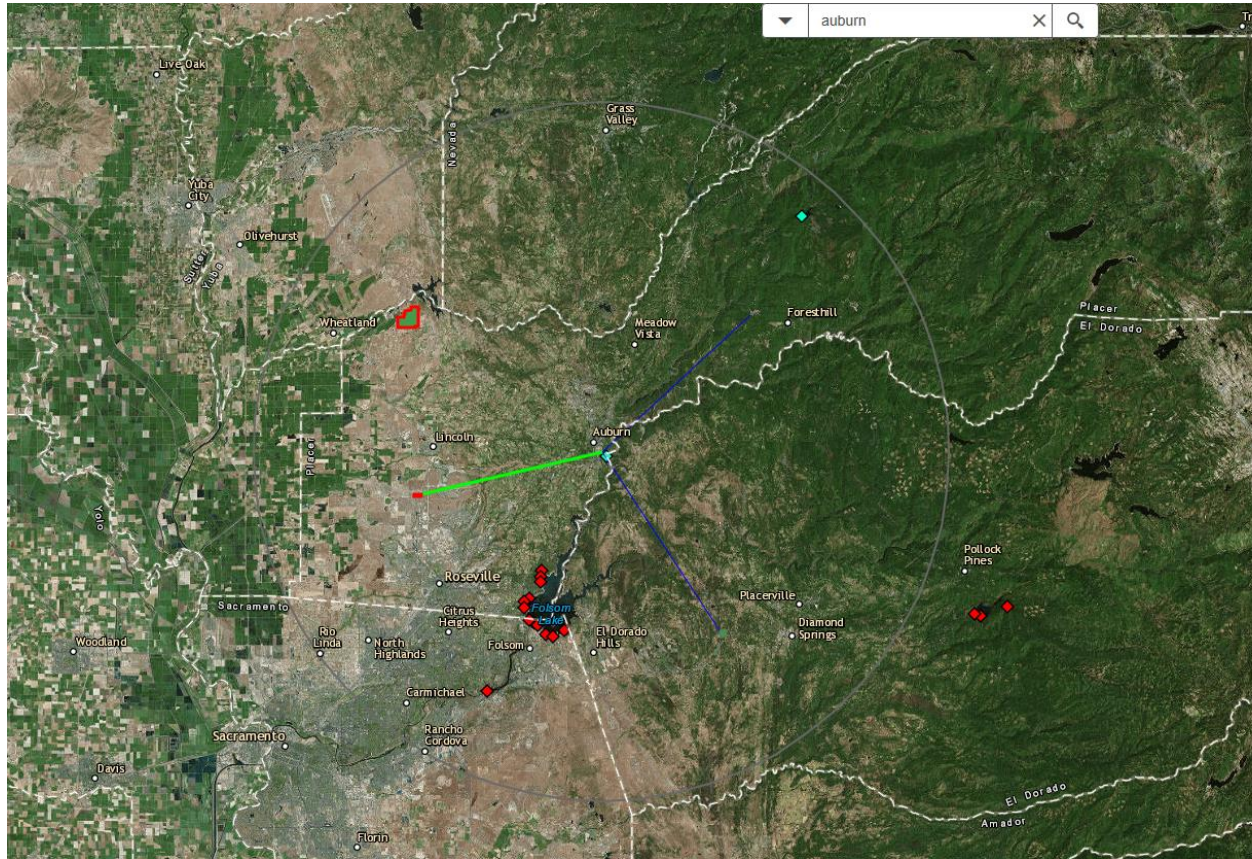 auburn
Tr
Live Oak
Grass
Valley
Nevada
Yuba
City
Olivehurst
Sutter
Yuba
Wheatland
Meadow
Vista
Foresthill
Placer
El Dorado
Auburn
Lincoln
Placer
Yolo
Pollock
Pines
Roseville
Placerville
Sacramento
Folsom
Lake
Citrus
Heights
Diamond
Springs
Rio
Linda
North
Highlands
El Dorado
Hills
Woodland
Folsom
Carmichael
Rancho
Cordova
Sacramento
Davis
El Dorado
Amador
Florin